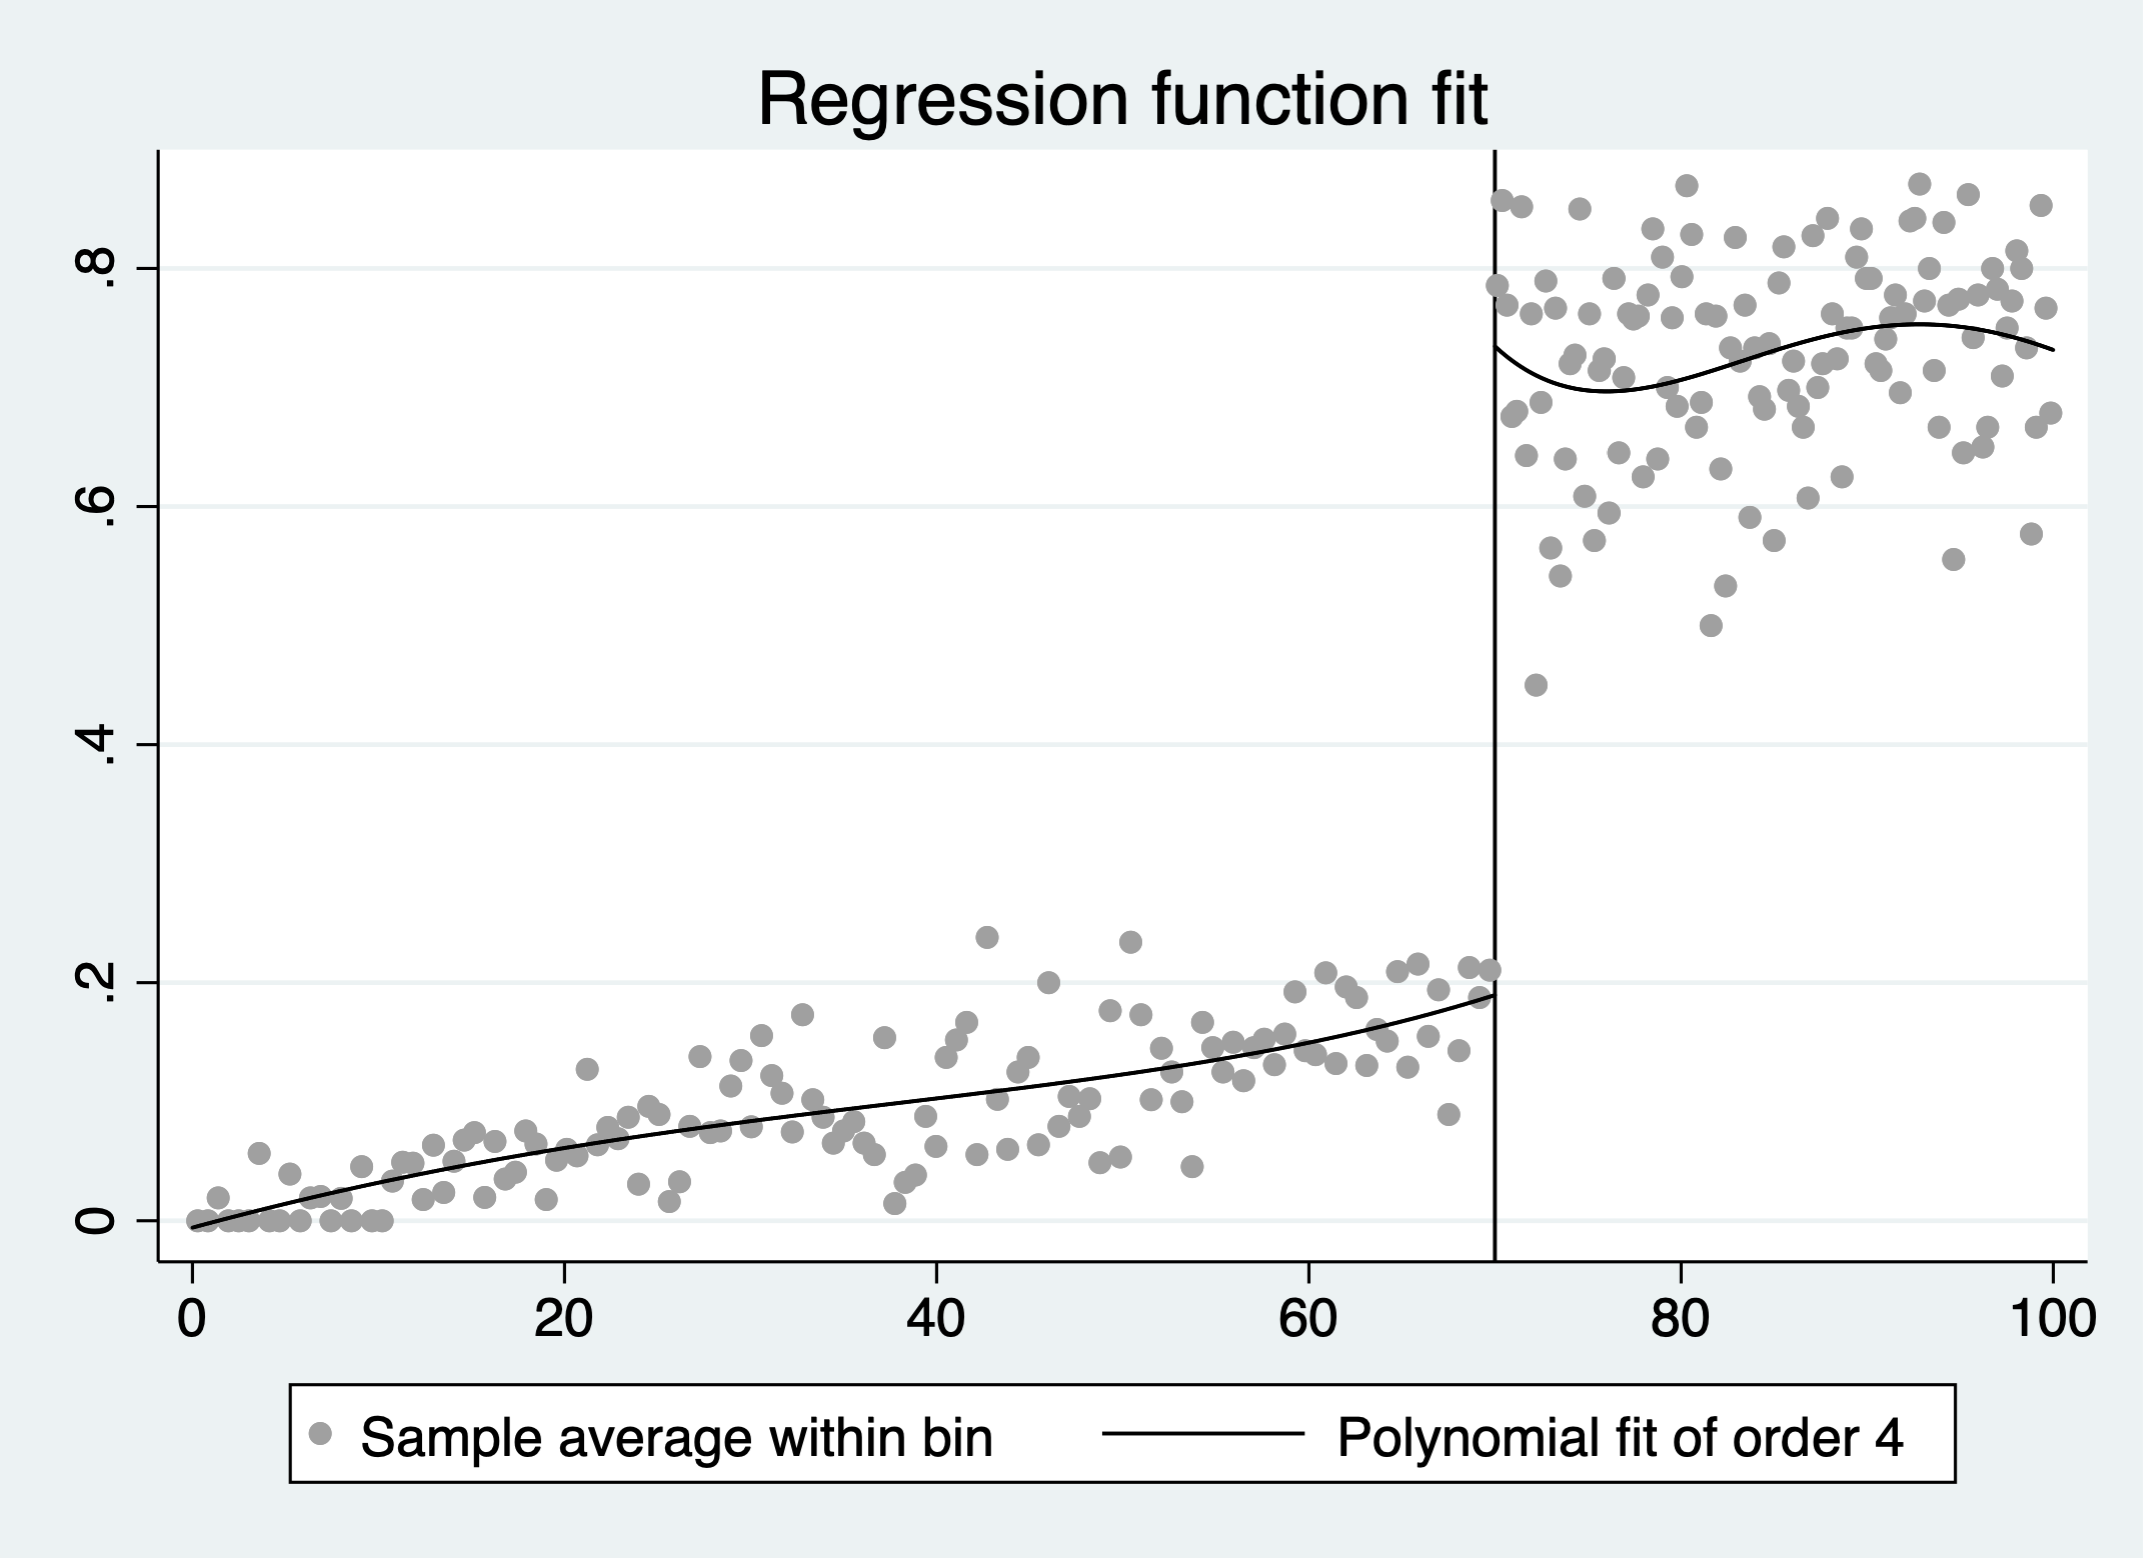 Regression function fit
.8
.6
.4
.2
0
0 20 40 60 80 100
Sample average within bin Polynomial fit of order 4